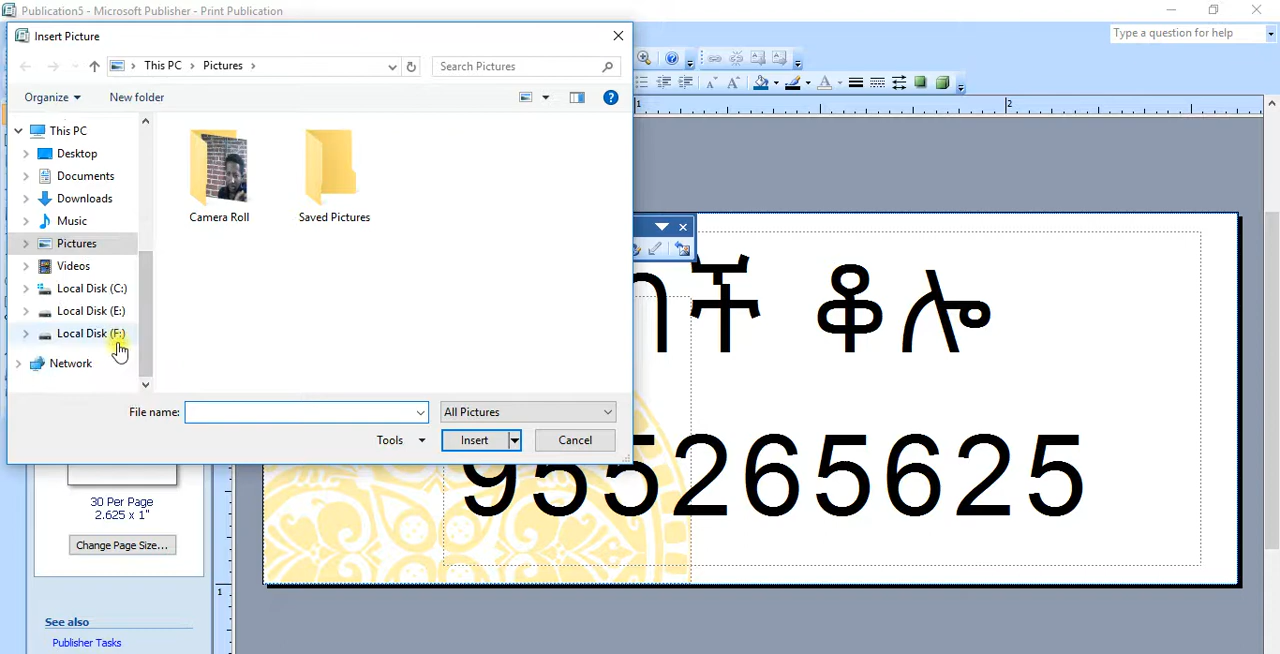 Publication5 - Microsoft Publisher - Print Publication
Insert Picture
Type a question for help
This PC
Pictures
Search Pictures
Organize
New folder
This PC
Desktop
Documents
Downloads
Music
Pictures
Videos
Local Disk (C:)
Local Disk (E:)
Local Disk (F:)
Network
Camera Roll
Saved Pictures
File name:
All Pictures
Tools
Insert
Cancel
1
2
ች ቆሎ
955265625
30 Per Page
2.625 x 1"
Change Page Size...
1
See also
Publisher Tasks